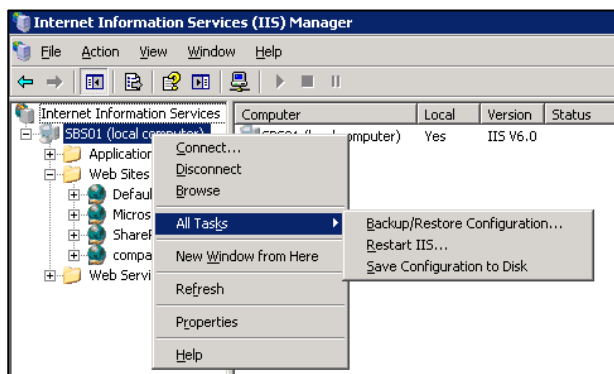 Internet Information Services (IIS) Manager
File Action View Window Help
Internet Information Services
Computer Local Version Status
SBS01 (local computer)
(local computer) Yes IIS V6.0
Application
Web Sites
Defaul
Micros
ShareP
compa
Web Servi
Connect...
Disconnect
Browse
All Tasks
New Window from Here
Refresh
Properties
Help
Backup/Restore Configuration...
Restart IIS...
Save Configuration to Disk